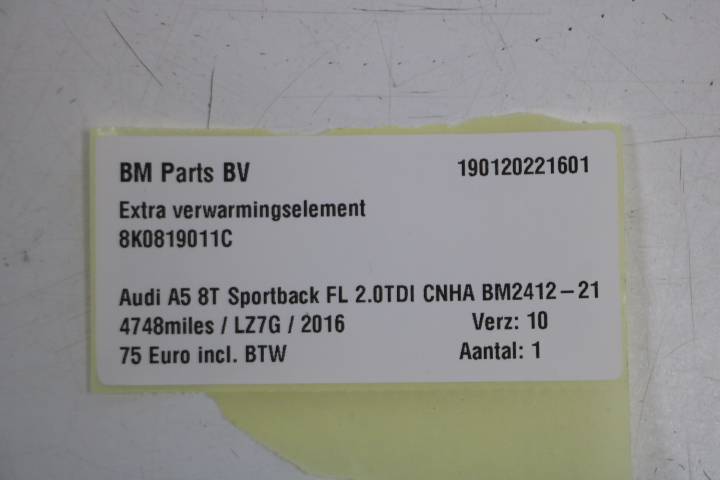 BM Parts BV 190120221601
Extra verwarmingselement
8K0819011C
Audi A5 8T Sportback FL 2.0TDI CNHA BM2412-21
4748miles / LZ7G / 2016 Verz: 10
75 Euro incl. BTW Aantal: 1